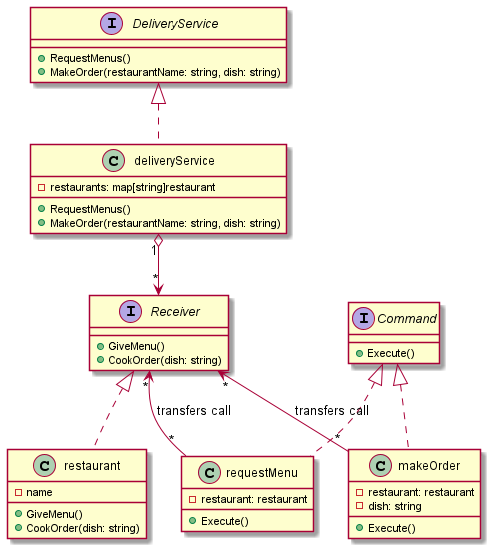 I DeliveryService
RequestMenus()
MakeOrder(restaurantName: string, dish: string)
C deliveryService
restaurants: map[string]restaurant
RequestMenus()
MakeOrder(restaurantName: string, dish: string)
1
*
I Receiver
GiveMenu()
CookOrder(dish: string)
I Command
Execute()
*
*
transfers call
transfers call
*
*
C restaurant
name
GiveMenu()
CookOrder(dish: string)
C requestMenu
restaurant: restaurant
Execute()
C makeOrder
restaurant: restaurant
dish: string
Execute()